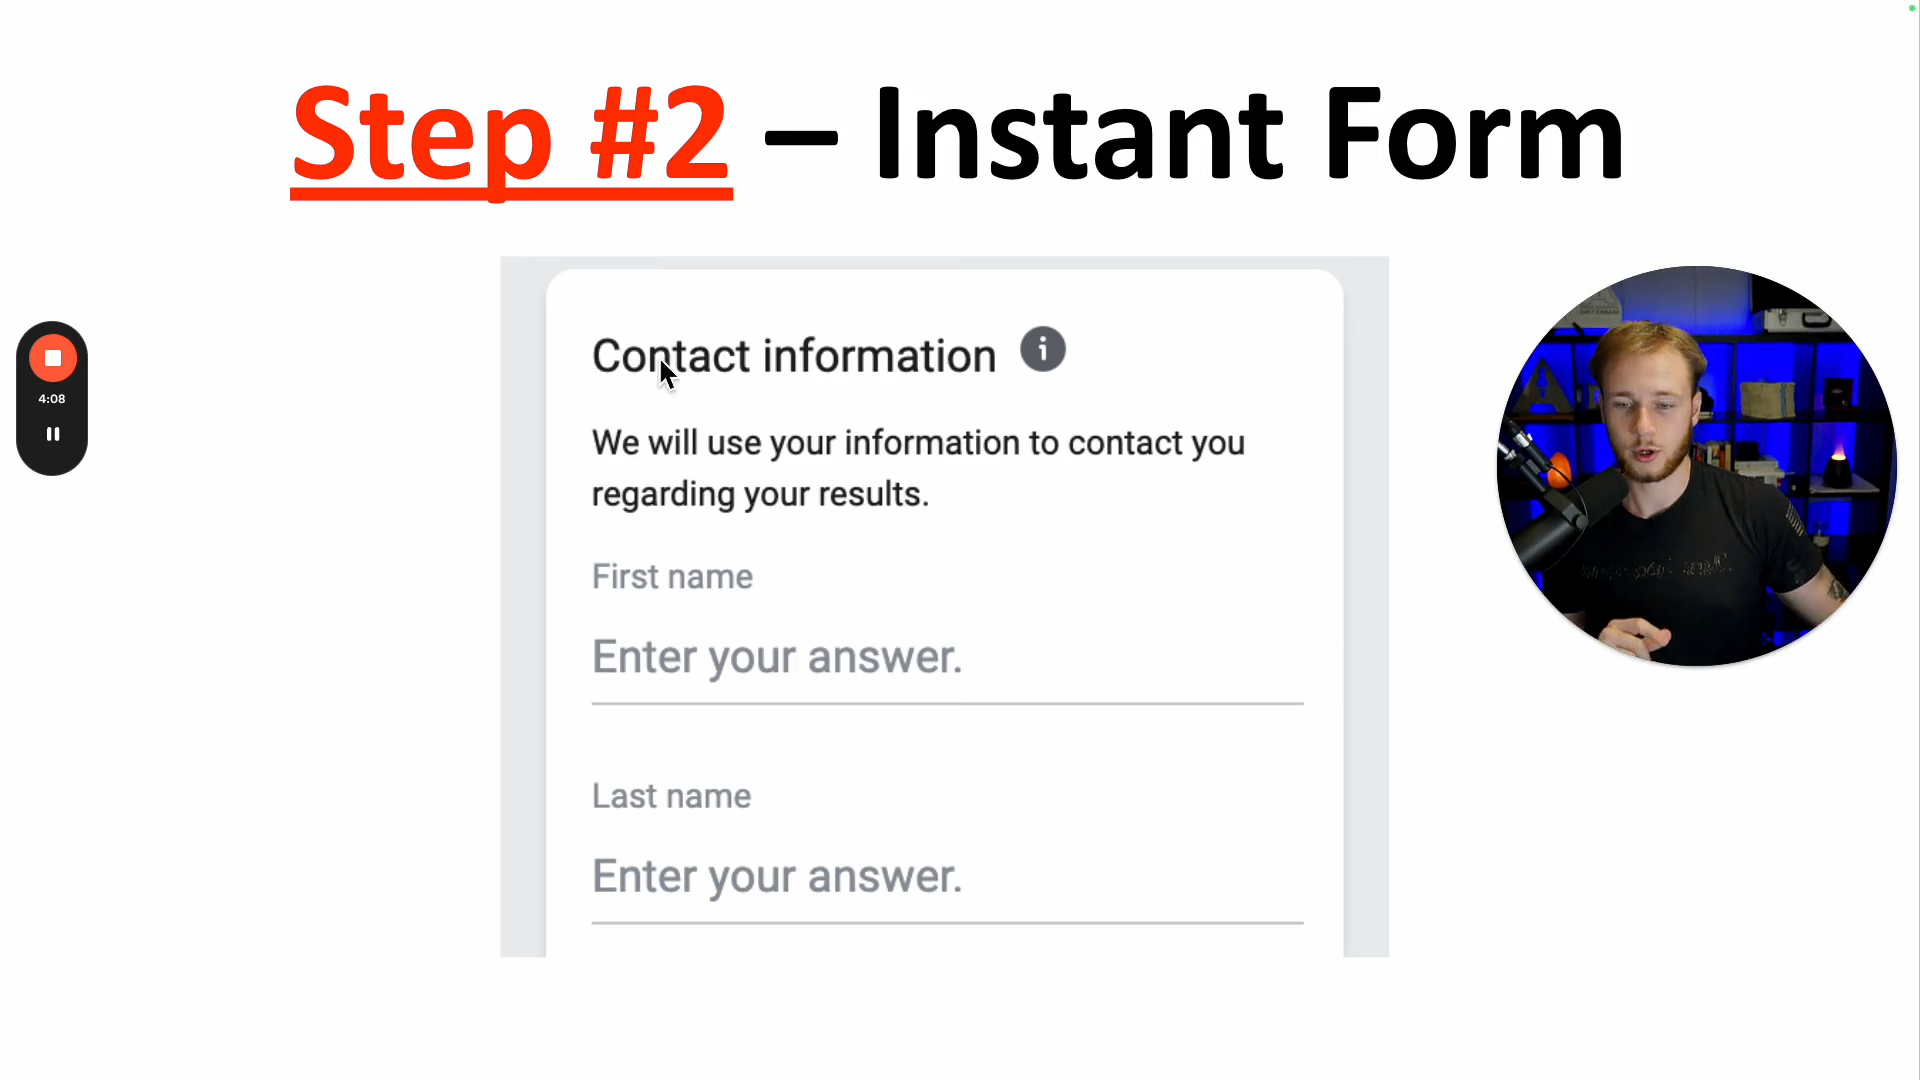 Step #2 – Instant Form
Contact information
We will use your information to contact you
regarding your results.
First name
Enter your answer.
Last name
Enter your answer.
4:08